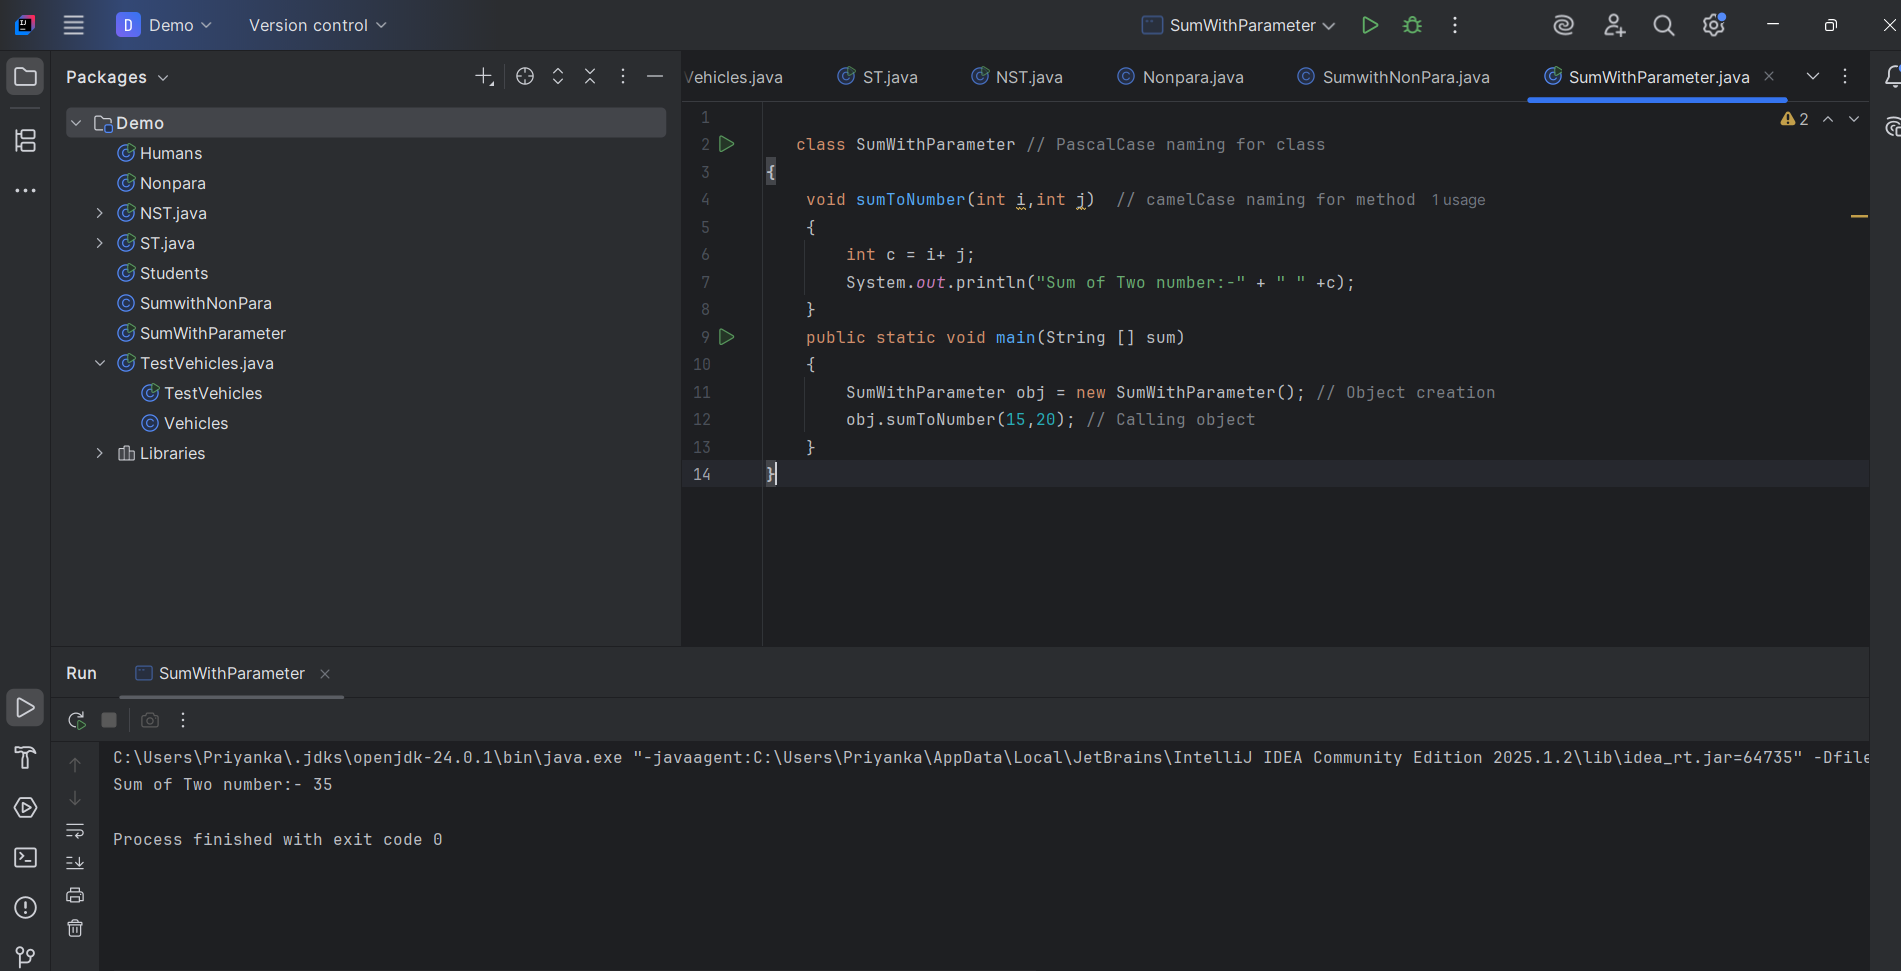 D Demo Version control SumWithParameter
Packages
Demo
Humans
Nonpara
NST.java
ST.java
Students
SumwithNonPara
SumWithParameter
TestVehicles.java
TestVehicles
Vehicles
Libraries
Vehicles.java ST.java NST.java Nonpara.java SumwithNonPara.java SumWithParameter.java
2
1
2 class SumWithParameter // PascalCase naming for class
3 {
4 void sumToNumber(int i,int j) // camelCase naming for method 1 usage
5 {
6 int c = i+ j;
7 System.out.println("Sum of Two number:-" + " " +c);
8 }
9 public static void main(String [] sum)
10 {
11 SumWithParameter obj = new SumWithParameter(); // Object creation
12 obj.sumToNumber(15,20); // Calling object
13 }
14 }
Run SumWithParameter
C:\Users\Priyanka\.jdks\openjdk-24.0.1\bin\java.exe "-javaagent:C:\Users\Priyanka\AppData\Local\JetBrains\IntelliJ IDEA Community Edition 2025.1.2\lib\idea_rt.jar=64735" -Dfile
Sum of Two number:- 35
Process finished with exit code 0